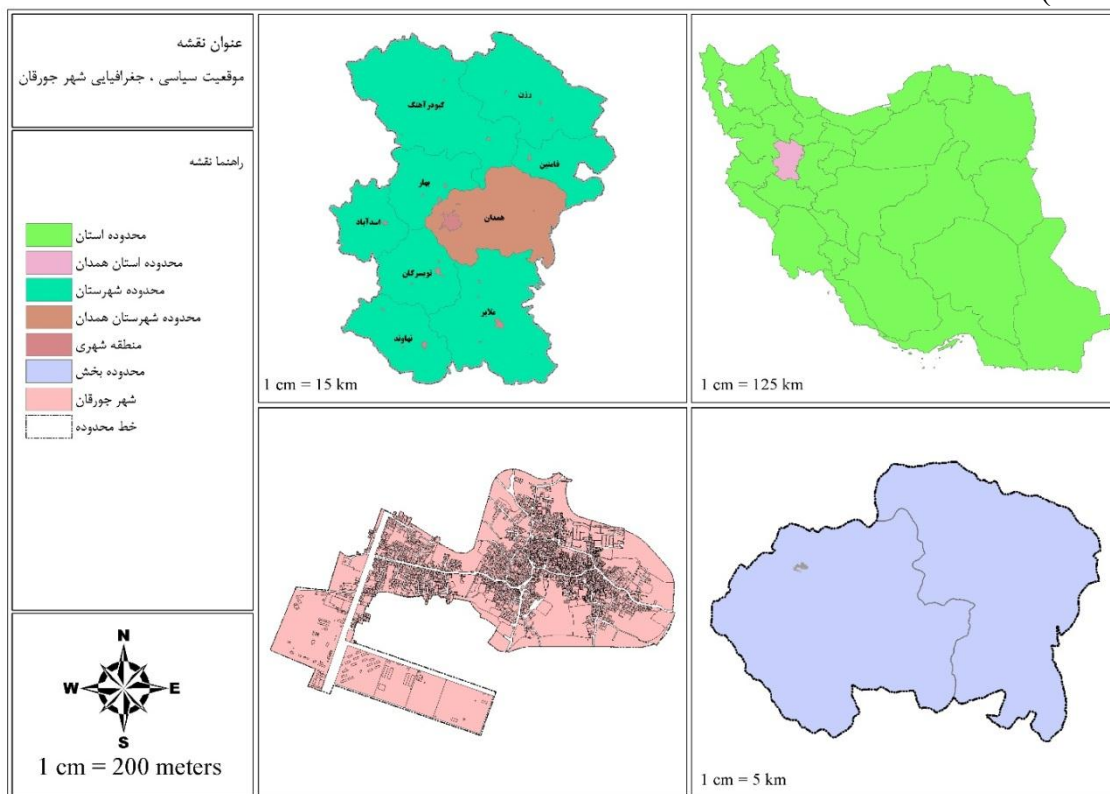 (
عنوان نقشه
موقعیت سیاسی ، جغرافیایی شهر جورقان
راهنما نقشه
محدوده استان
محدوده استان همدان
محدوده شهرستان
محدوده شهرستان همدان
منطقه شهری
محدوده بخش
شهر جورقان
خط محدوده
N
W
E
S
1 cm = 200 meters
کبودرآهنگ
رزن
فامنین
بهار
همدان
اسدآباد
تویسرکان
ملایر
نهاوند
1 cm = 15 km
1 cm = 125 km
1 cm = 5 km